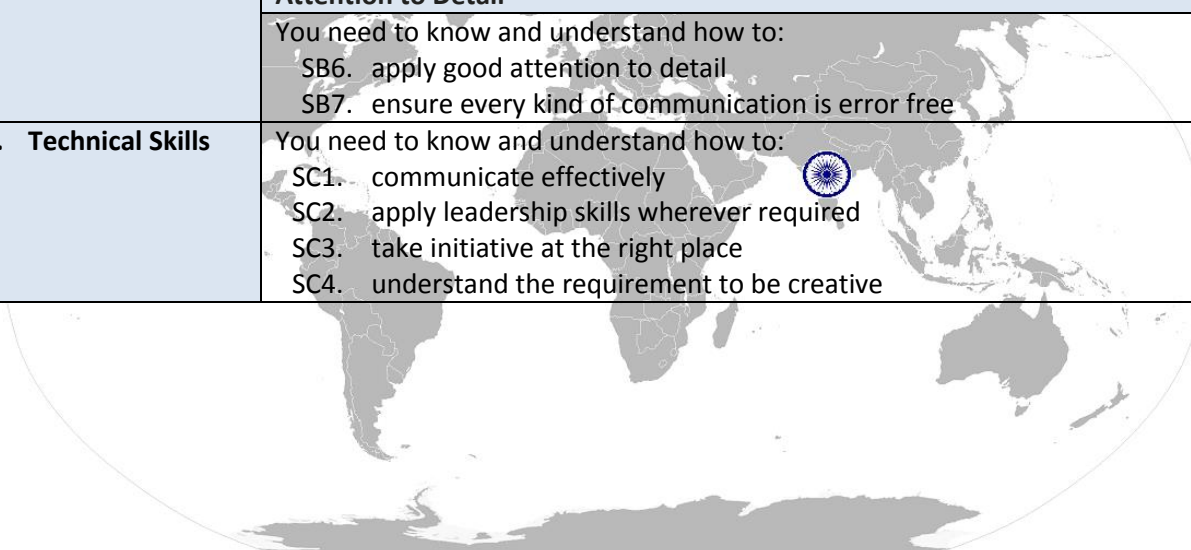 Attention to Detail
You need to know and understand how to:
SB6. apply good attention to detail
SB7. ensure every kind of communication is error free
. Technical Skills
You need to know and understand how to:
SC1. communicate effectively
SC2. apply leadership skills wherever required
SC3. take initiative at the right place
SC4. understand the requirement to be creative